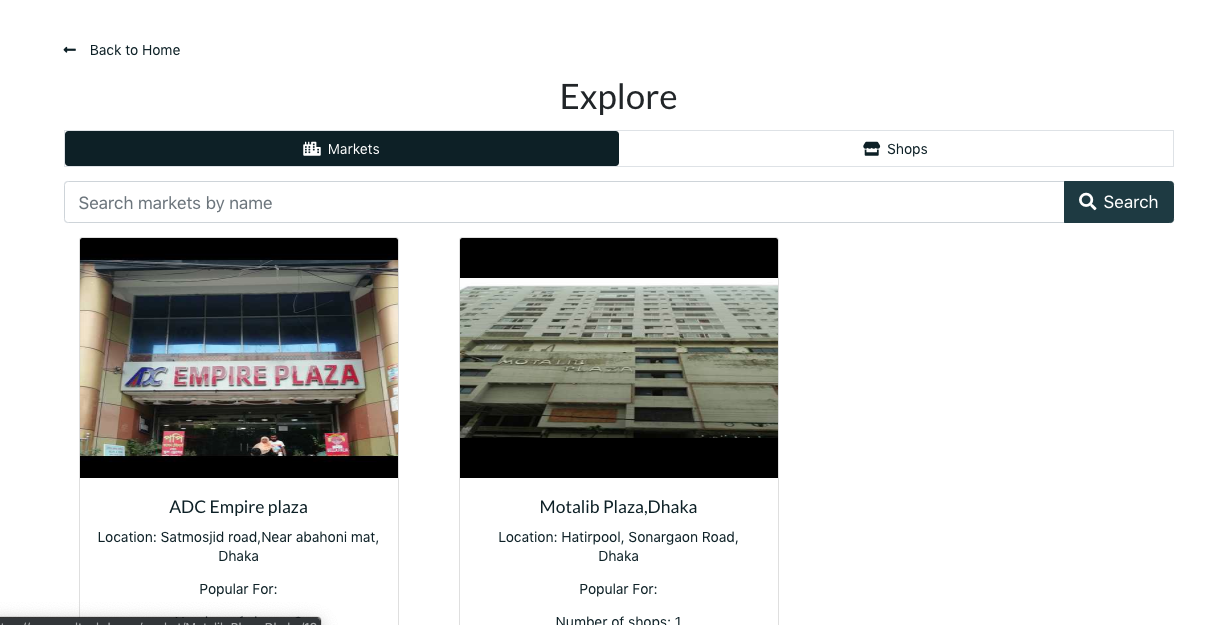 Back to Home
Explore
Markets
Shops
Search markets by name
Search
ADC EMPIRE PLAZA
MOTALIB
PLAZA
ADC Empire plaza
Location: Satmosjid road,Near abahoni mat,
Dhaka
Popular For:
Motalib Plaza,Dhaka
Location: Hatirpool, Sonargaon Road,
Dhaka
Popular For:
Number of shops: 1